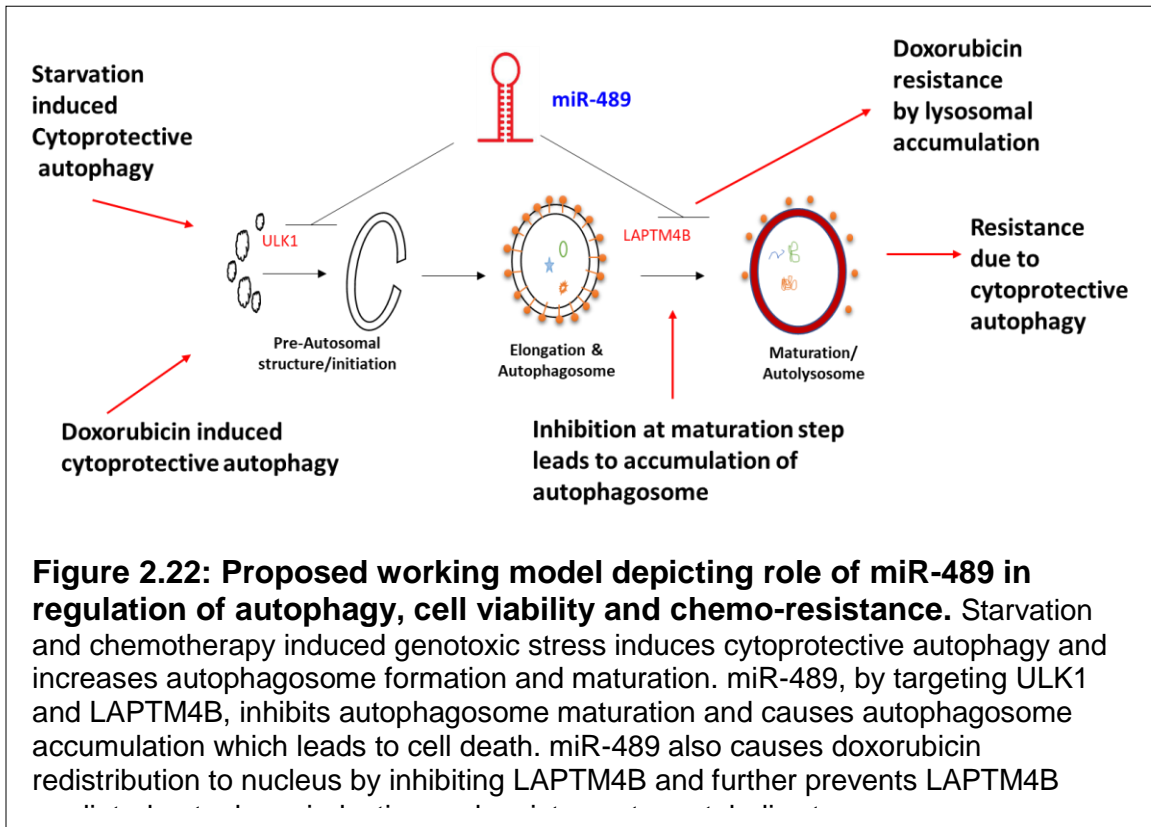 Starvation
induced
Cytoprotective
autophagy
miR-489
Doxorubicin
resistance
by lysosomal
accumulation
ULK1
LAPTM4B
Resistance
due to
cytoprotective
autophagy
Pre-Autosomal
structure/initiation
Elongation &
Autophagosome
Maturation/
Autolysosome
Doxorubicin induced
cytoprotective autophagy
Inhibition at maturation step
leads to accumulation of
autophagosome
Figure 2.22: Proposed working model depicting role of miR-489 in
regulation of autophagy, cell viability and chemo-resistance. Starvation
and chemotherapy induced genotoxic stress induces cytoprotective autophagy and
increases autophagosome formation and maturation. miR-489, by targeting ULK1
and LAPTM4B, inhibits autophagosome maturation and causes autophagosome
accumulation which leads to cell death. miR-489 also causes doxorubicin
redistribution to nucleus by inhibiting LAPTM4B and further prevents LAPTM4B